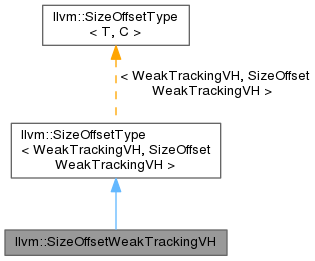 llvm::SizeOffsetType
< T, C >
< WeakTrackingVH, SizeOffset
WeakTrackingVH >
llvm::SizeOffsetType
< WeakTrackingVH, SizeOffset
WeakTrackingVH >
llvm::SizeOffsetWeakTrackingVH